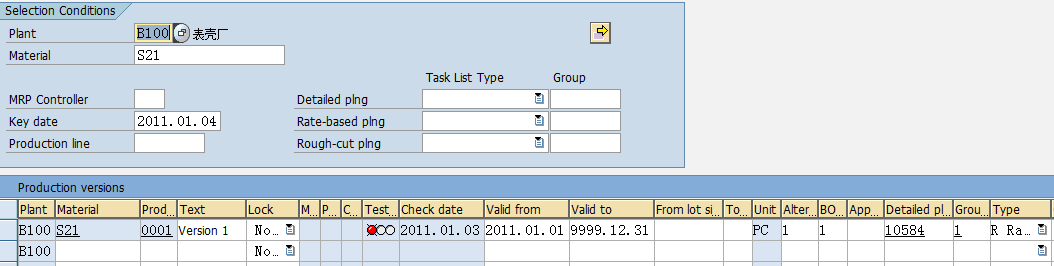 Selection Conditions
Plant B100 表壳厂
Material S21
Task List Type Group
MRP Controller Detailed plng
Key date 2011.01.04 Rate-based plng
Production line Rough-cut plng
Production versions
Plant Material Prod... Text Lock M... P... C... Test... Check date Valid from Valid to From lot si... To... Unit Alter... BO... App... Detailed pl... Grou... Type
B100 S21 0001 Version 1 No... 2011.01.03 2011.01.01 9999.12.31 PC 1 1 10584 1 R Ra...
B100 No...